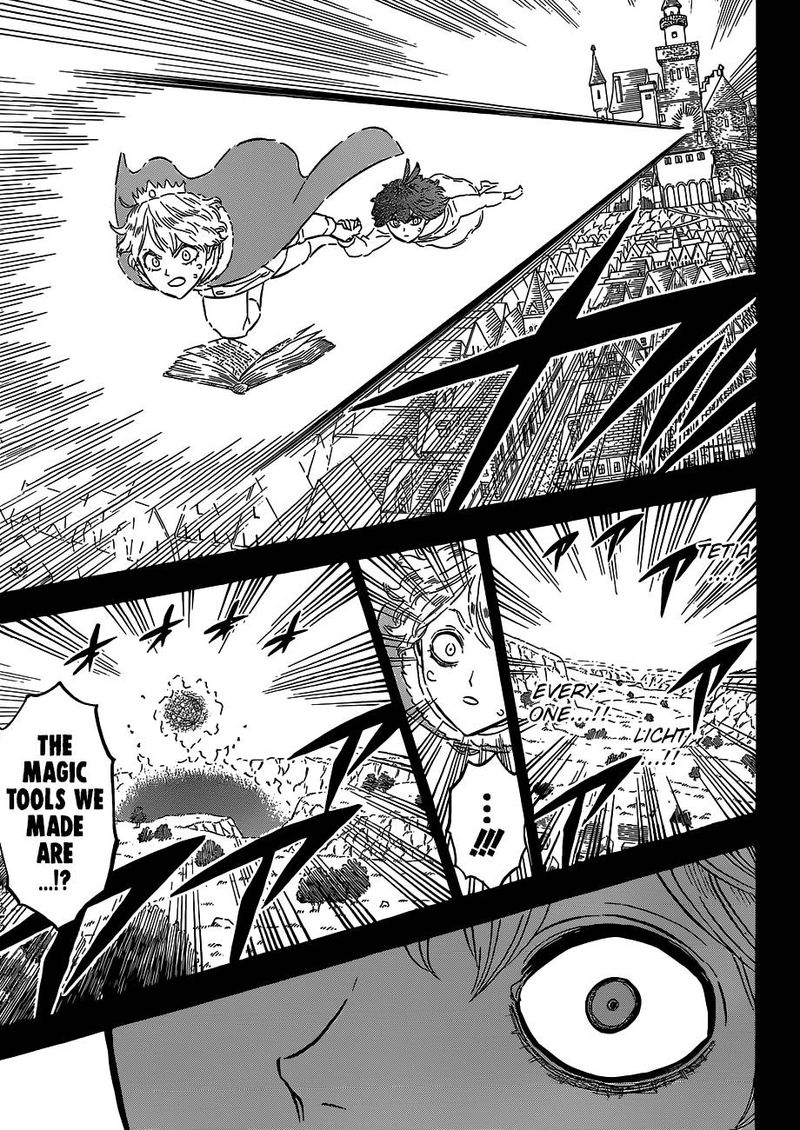 TETIA
...!!
EVERY-
ONE...!!
LICHT
...!!
...
!!!
THE
MAGIC
TOOLS WE
MADE
ARE
...!?